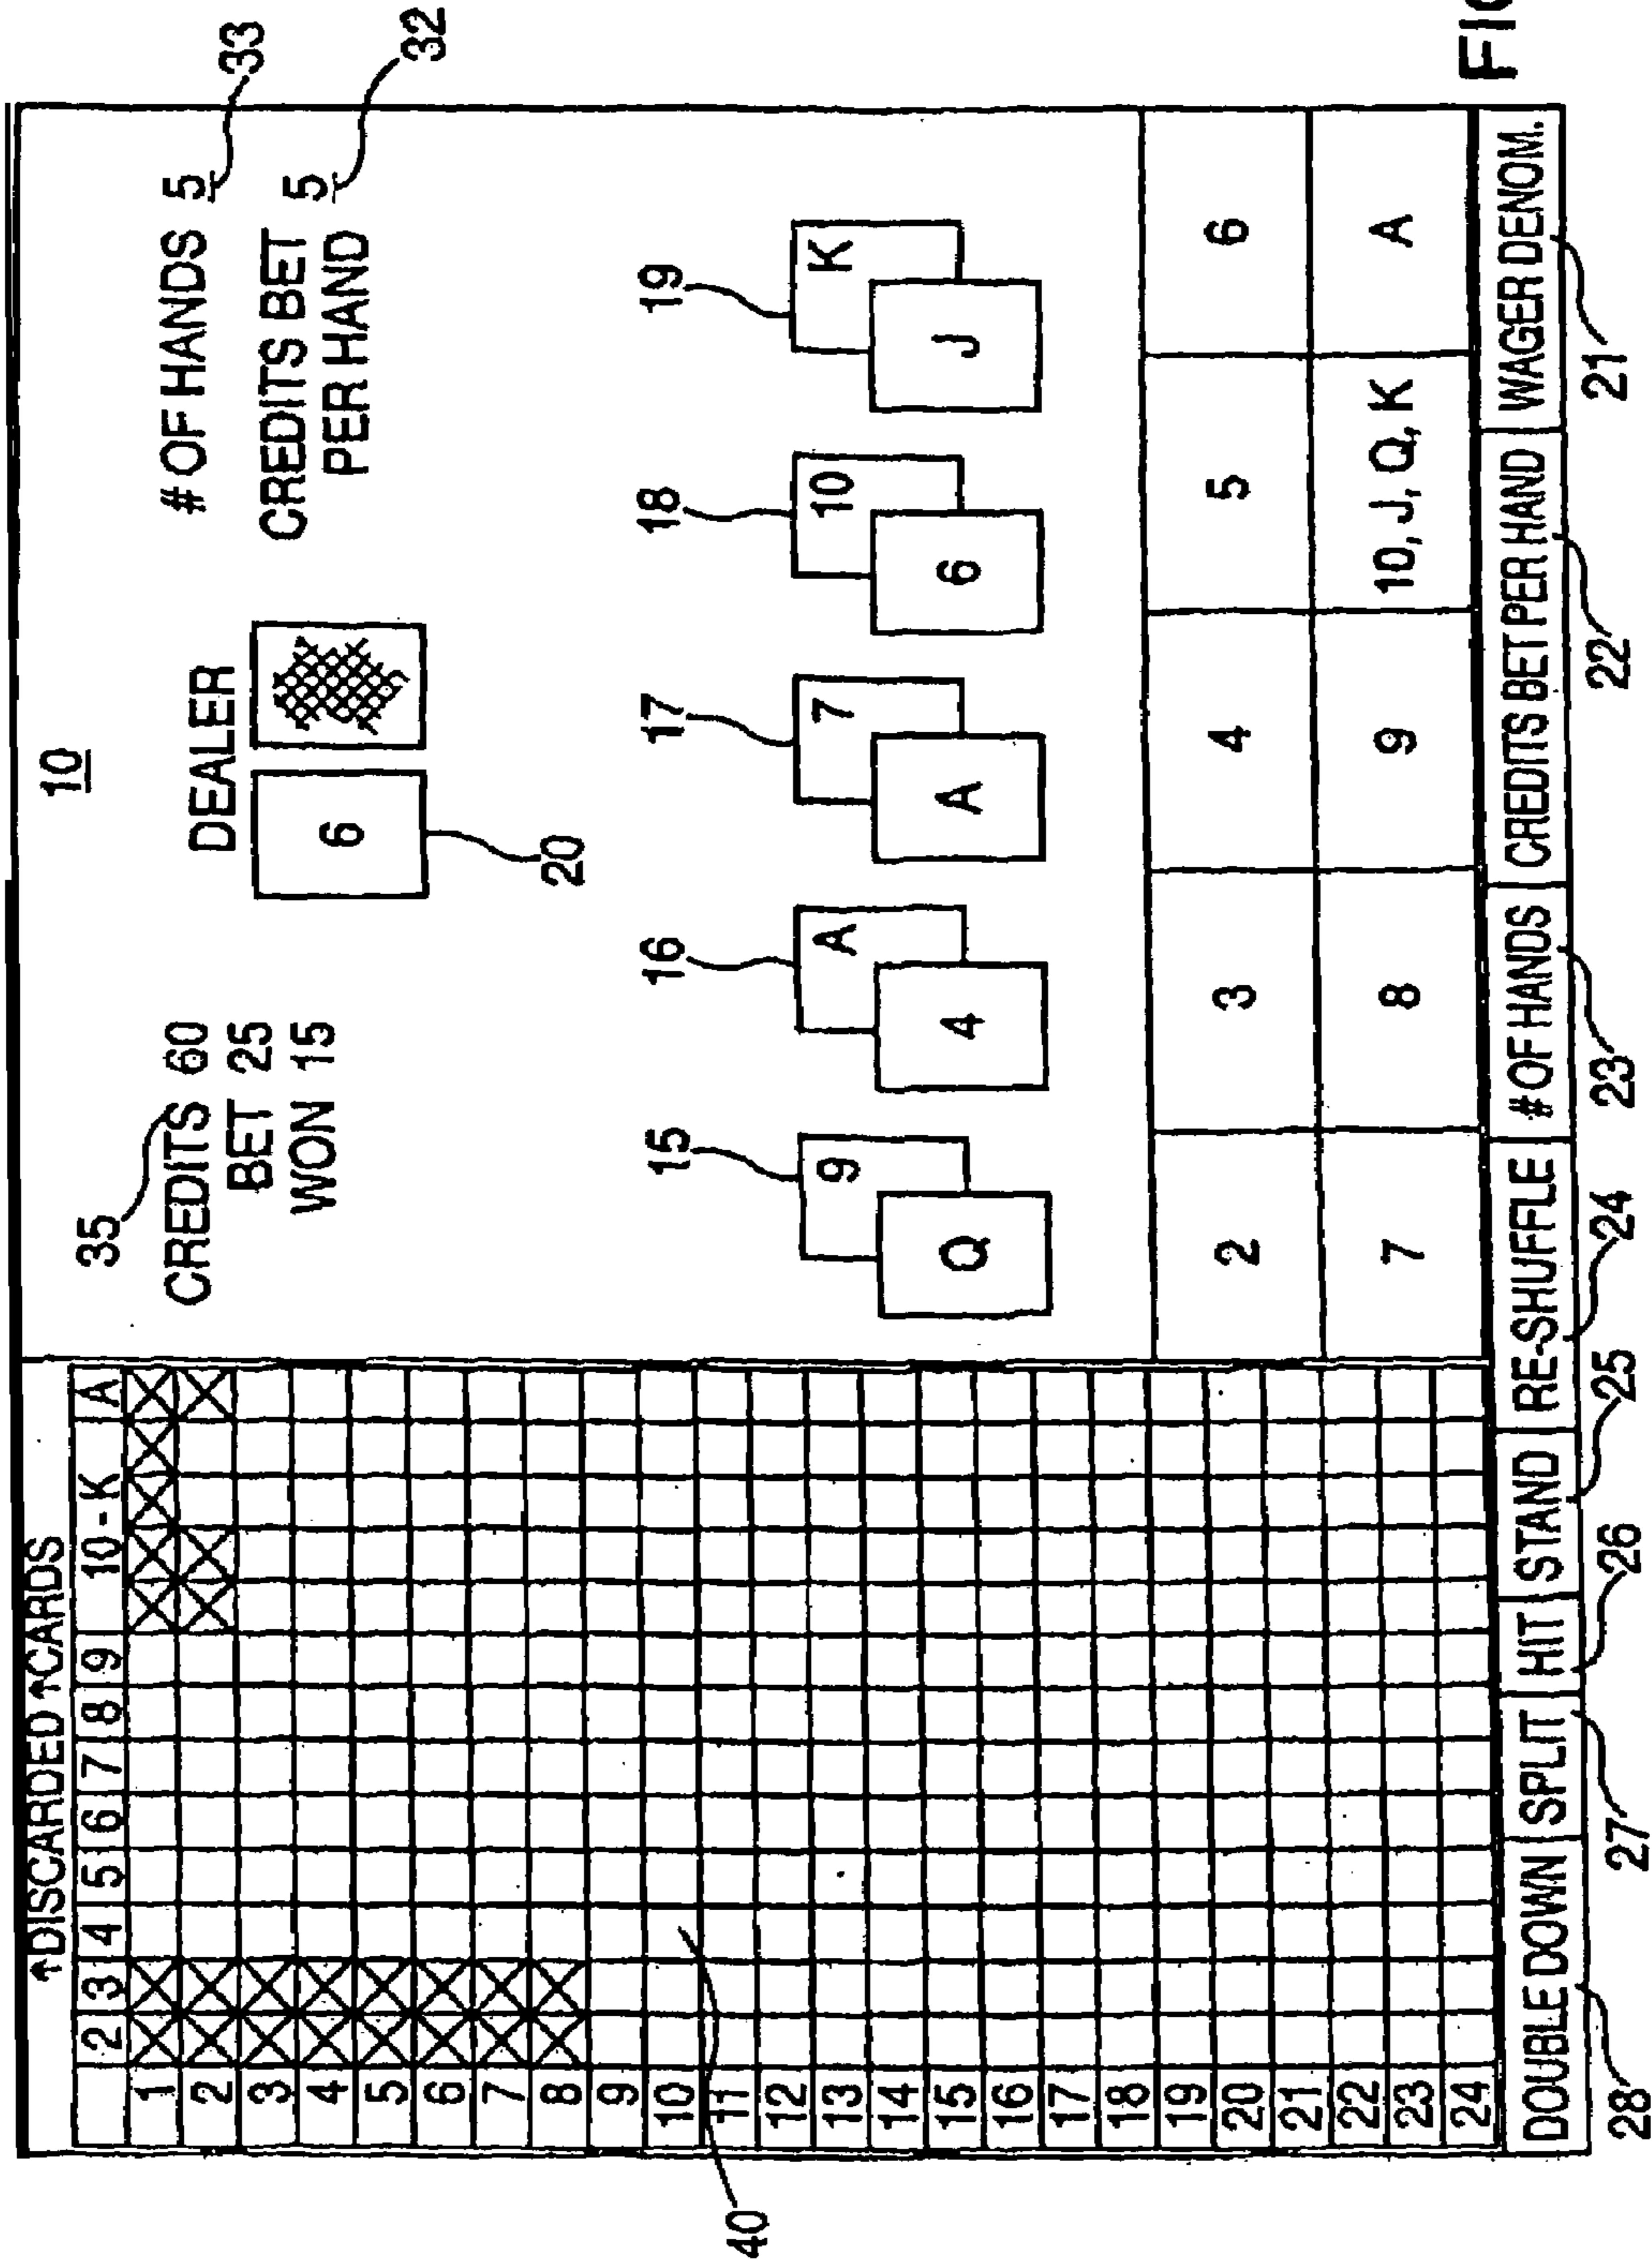 10
↑DISCARDED ↑CARDS
2 3 4 5 6 7 8 9 10 - K A
1
2
3
4
5
6
7
8
9
10
11
12
13
14
15
16
17
18
19
20
21
22
23
24
40
35
CREDITS 60
BET 25
WON 15
DEALER
6
20
# OF HANDS 5
33
CREDITS BET 5
PER HAND
32
15 16 17 18 19
9 A 7 10 K
Q 4 A 6 J
2 3 4 5 6
7 8 9 10, J, Q, K A
DOUBLE DOWN SPLIT HIT STAND RE-SHUFFLE # OF HANDS CREDITS BET PER HAND WAGER DENOM.
28 27 26 25 24 23 22 21